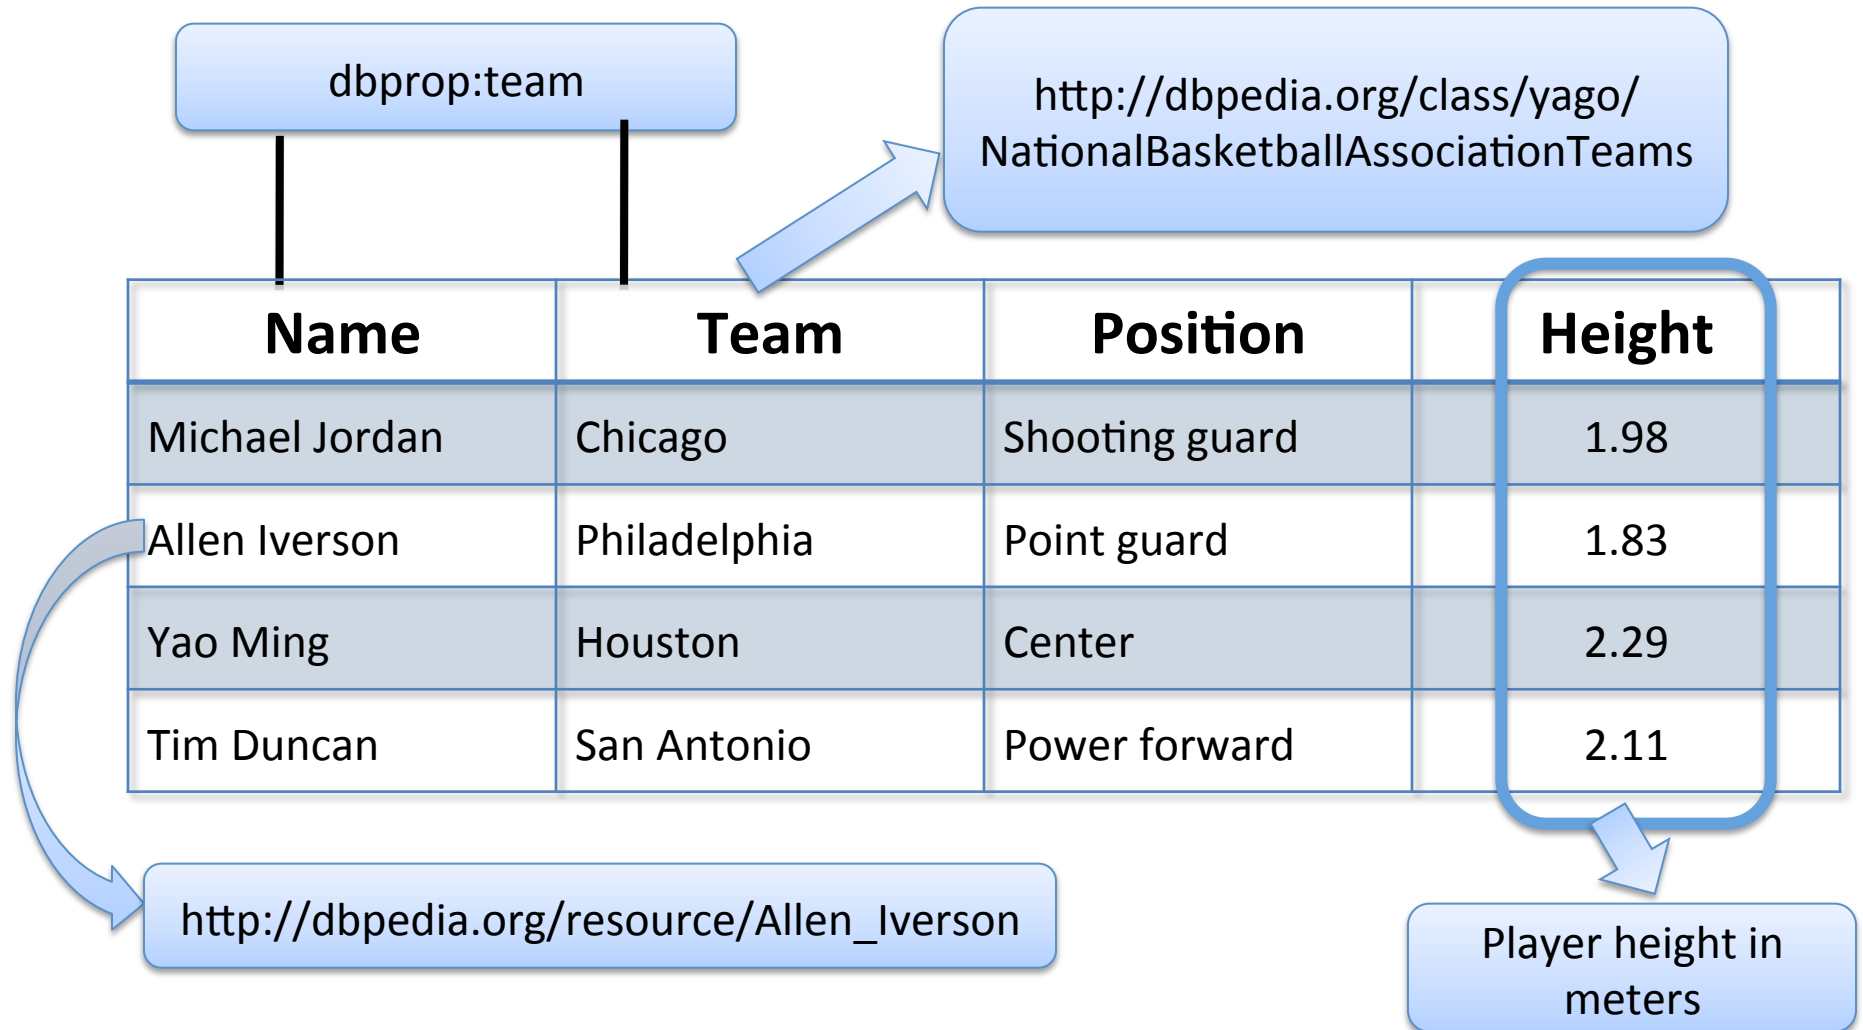 dbprop:team
http://dbpedia.org/class/yago/
NationalBasketballAssociationTeams
Name Team Position Height
Michael Jordan Chicago Shooting guard 1.98
Allen Iverson Philadelphia Point guard 1.83
Yao Ming Houston Center 2.29
Tim Duncan San Antonio Power forward 2.11
http://dbpedia.org/resource/Allen_Iverson
Player height in
meters